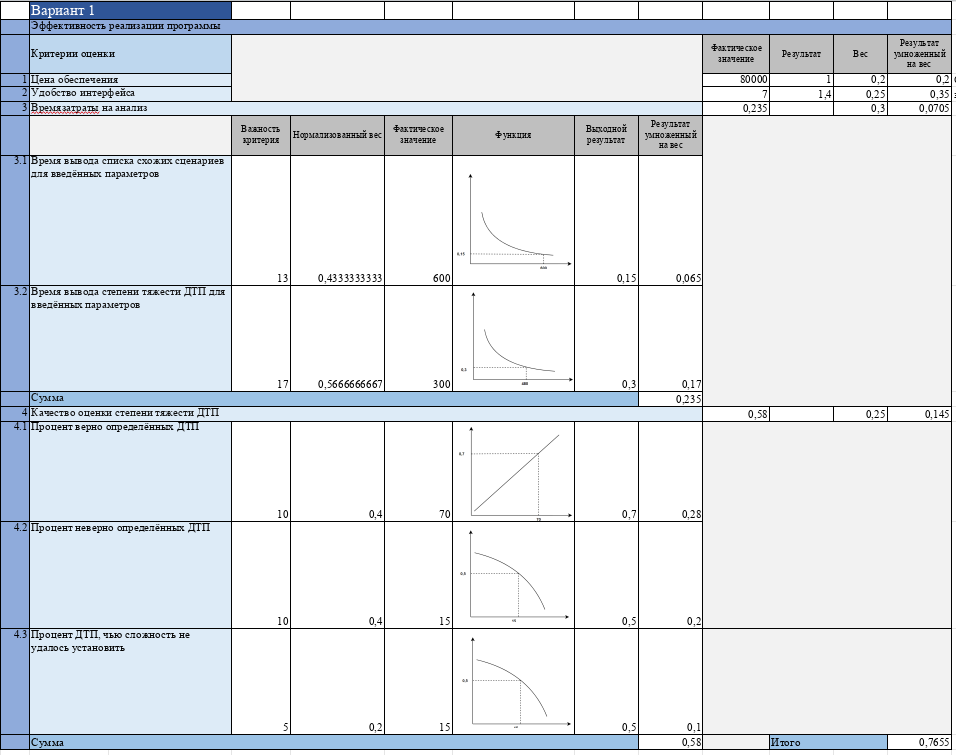 Вариант 1
Эффективность реализации программы
Критерии оценки
Фактическое значение
Результат
Вес
Результат умноженный на вес
1 Цена обеспечения 80000 1 0,2 0,2
2 Удобство интерфейса 7 1,4 0,25 0,35
3 Времязатраты на анализ 0,235 0,3 0,0705
Важность критерия
Нормализованный вес
Фактическое значение
Функция
Выходной результат
Результат умноженный на вес
3.1 Время вывода списка схожих сценариев
для введённых параметров
0,15
600
13 0,4333333333 600 0,15 0,065
3.2 Время вывода степени тяжести ДТП для
введённых параметров
0,3
17 0,5666666667 300 0,3 0,17
Сумма 0,235
4 Качество оценки степени тяжести ДТП 0,58 0,25 0,145
4.1 Процент верно определённых ДТП
0,7
70
10 0,4 70 0,7 0,28
4.2 Процент неверно определённых ДТП
0,5
10 0,4 15 0,5 0,2
4.3 Процент ДТП, чью сложность не
удалось установить
0,5
5 0,2 15 0,5 0,1
Сумма 0,58 Итого 0,7655